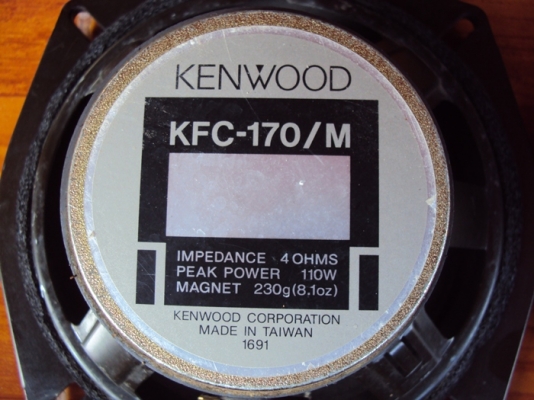 KENWOOD
KFC-170/M
IMPEDANCE 4 OHMS
PEAK POWER 110W
MAGNET 230g(8.1oz)
KENWOOD CORPORATION
MADE IN TAIWAN
1691